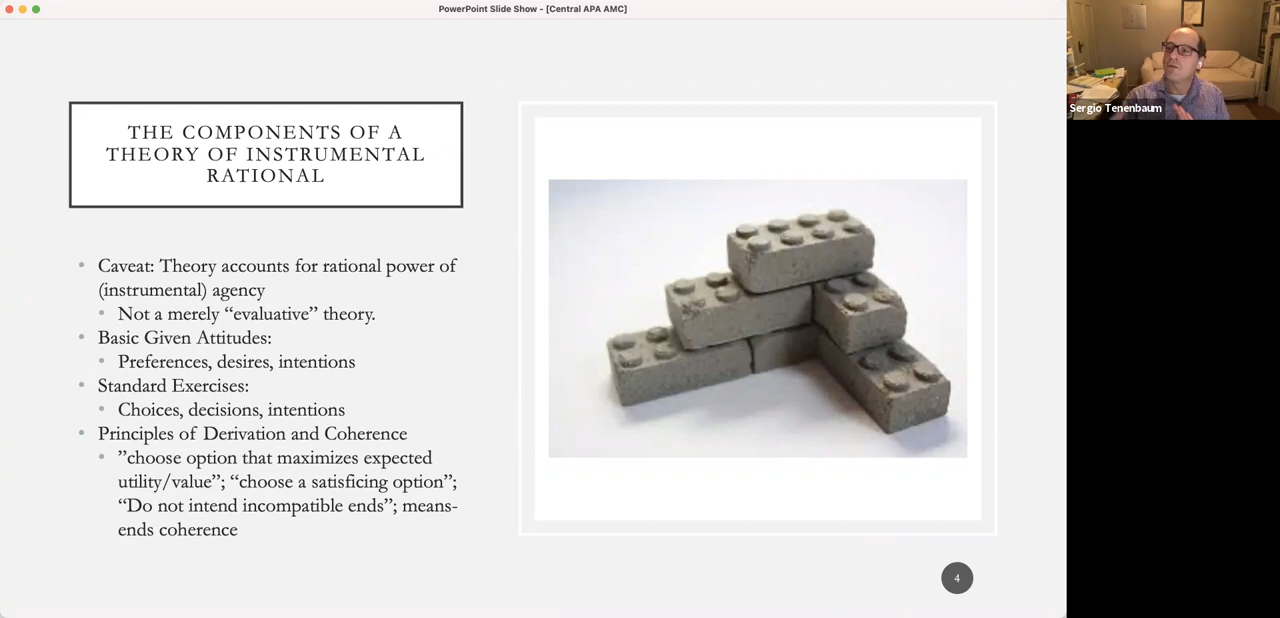 PowerPoint Slide Show - [Central APA AMC]
THE COMPONENTS OF A
THEORY OF INSTRUMENTAL
RATIONAL
Caveat: Theory accounts for rational power of
(instrumental) agency
Not a merely “evaluative” theory.
Basic Given Attitudes:
Preferences, desires, intentions
Standard Exercises:
Choices, decisions, intentions
Principles of Derivation and Coherence
”choose option that maximizes expected
utility/value”; “choose a satisficing option”;
“Do not intend incompatible ends”; means-
ends coherence
4
Sergio Tenenbaum